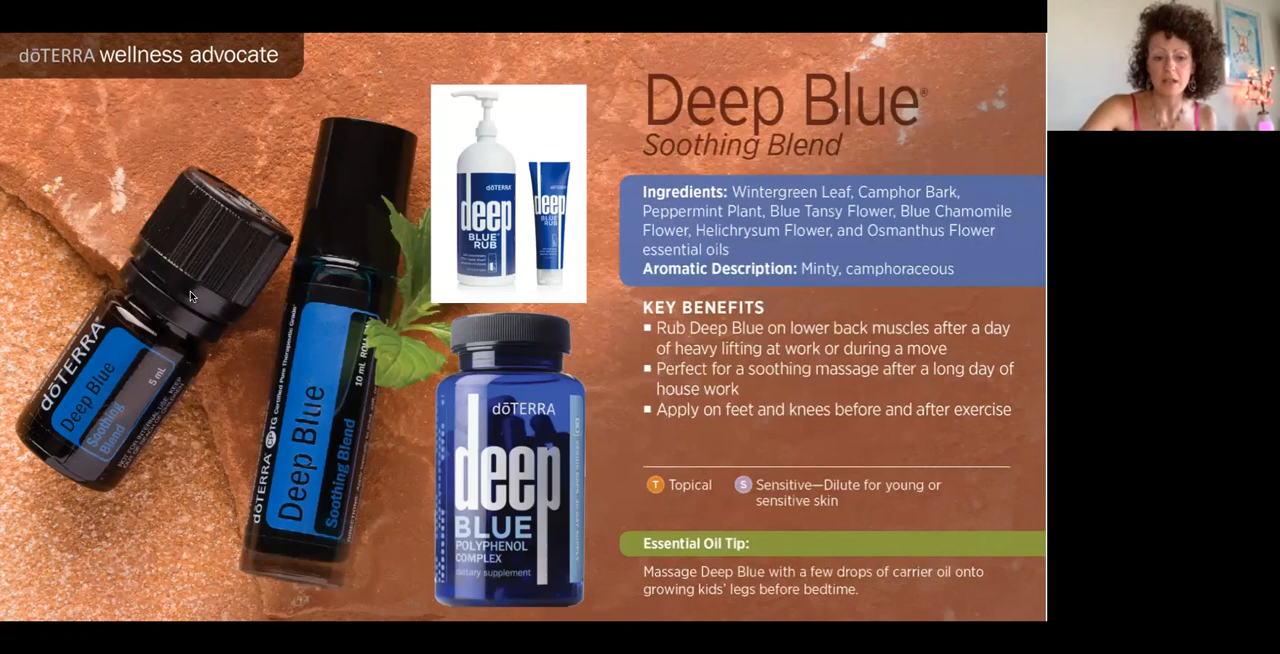 dōTERRA wellness advocate
Deep Blue®
Soothing Blend
Ingredients: Wintergreen Leaf, Camphor Bark,
Peppermint Plant, Blue Tansy Flower, Blue Chamomile
Flower, Helichrysum Flower, and Osmanthus Flower
essential oils
Aromatic Description: Minty, camphoraceous
KEY BENEFITS
▪ Rub Deep Blue on lower back muscles after a day
of heavy lifting at work or during a move
▪ Perfect for a soothing massage after a long day of
house work
▪ Apply on feet and knees before and after exercise
T Topical
S Sensitive—Dilute for young or
sensitive skin
Essential Oil Tip:
Massage Deep Blue with a few drops of carrier oil onto
growing kids' legs before bedtime.
dōTERRA®
Deep Blue
Soothing
Blend
5 mL
dōTERRA CPTG Certified Pure Therapeutic Grade®
Deep Blue
Soothing Blend
10 mL ROLL
dōTERRA
deep
BLUE
RUB
deep
BLUE
RUB
dōTERRA
deep
BLUE
POLYPHENOL
COMPLEX
dietary supplement